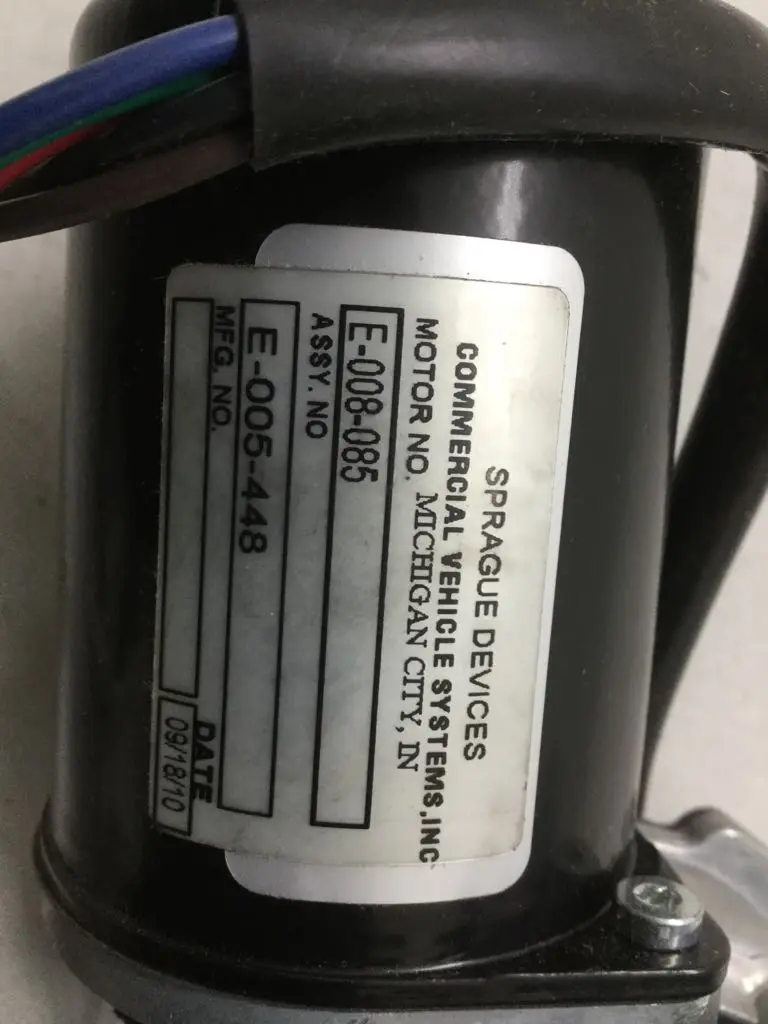 SPRAGUE DEVICES
COMMERCIAL VEHICLE SYSTEMS,INC
MOTOR NO. MICHIGAN CITY, IN
E-008-085
ASSY. NO
E-005-448
MFG. NO.
DATE
09/18/10